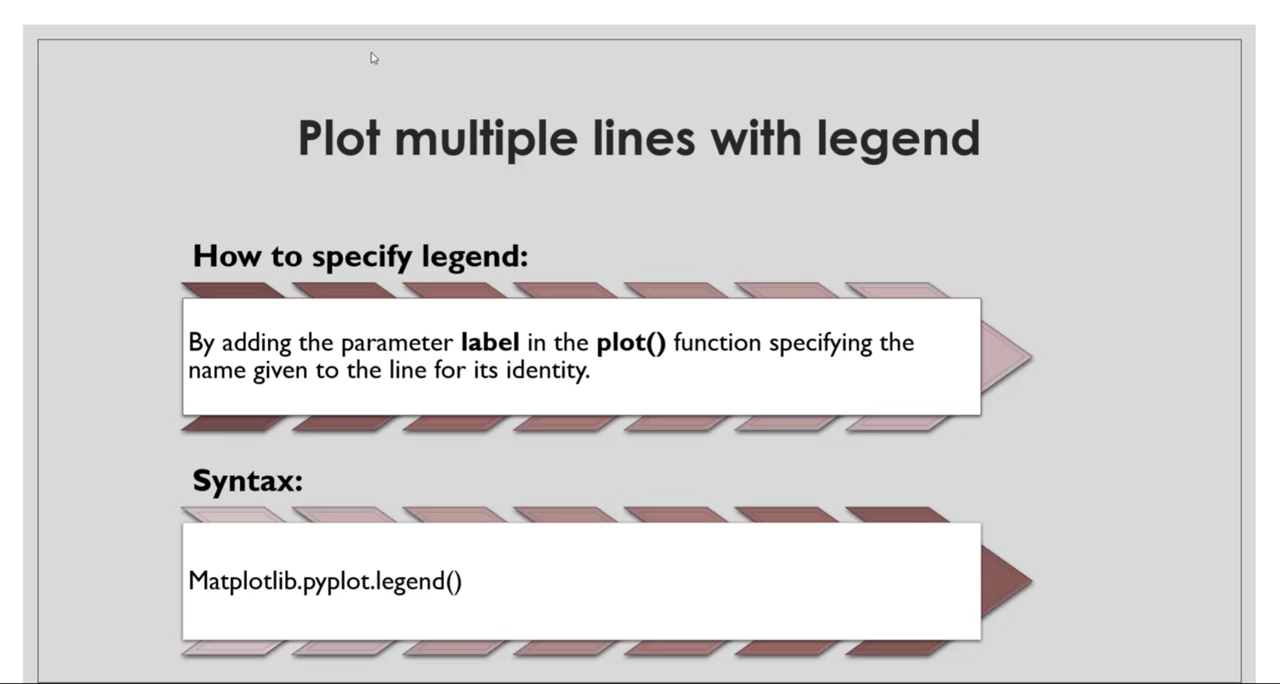 Plot multiple lines with legend
How to specify legend:
By adding the parameter label in the plot() function specifying the
name given to the line for its identity.
Syntax:
Matplotlib.pyplot.legend()